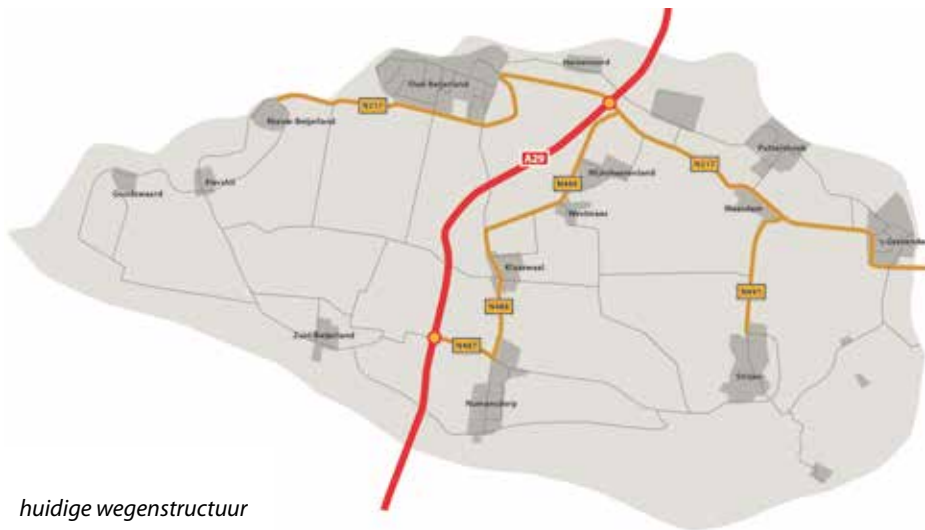 Heinenoord
Oud-Beijerland
N217
Nieuw-Beijerland
Puttershoek
A29
Mijnsheerenland
N217
Goudswaard
Piershil
N488
Westmaas
Maasdam
's-Gravendeel
Klaaswaal
N491
N488
Zuid-Beijerland
N487
Strijen
Numansdorp
huidige wegenstructuur